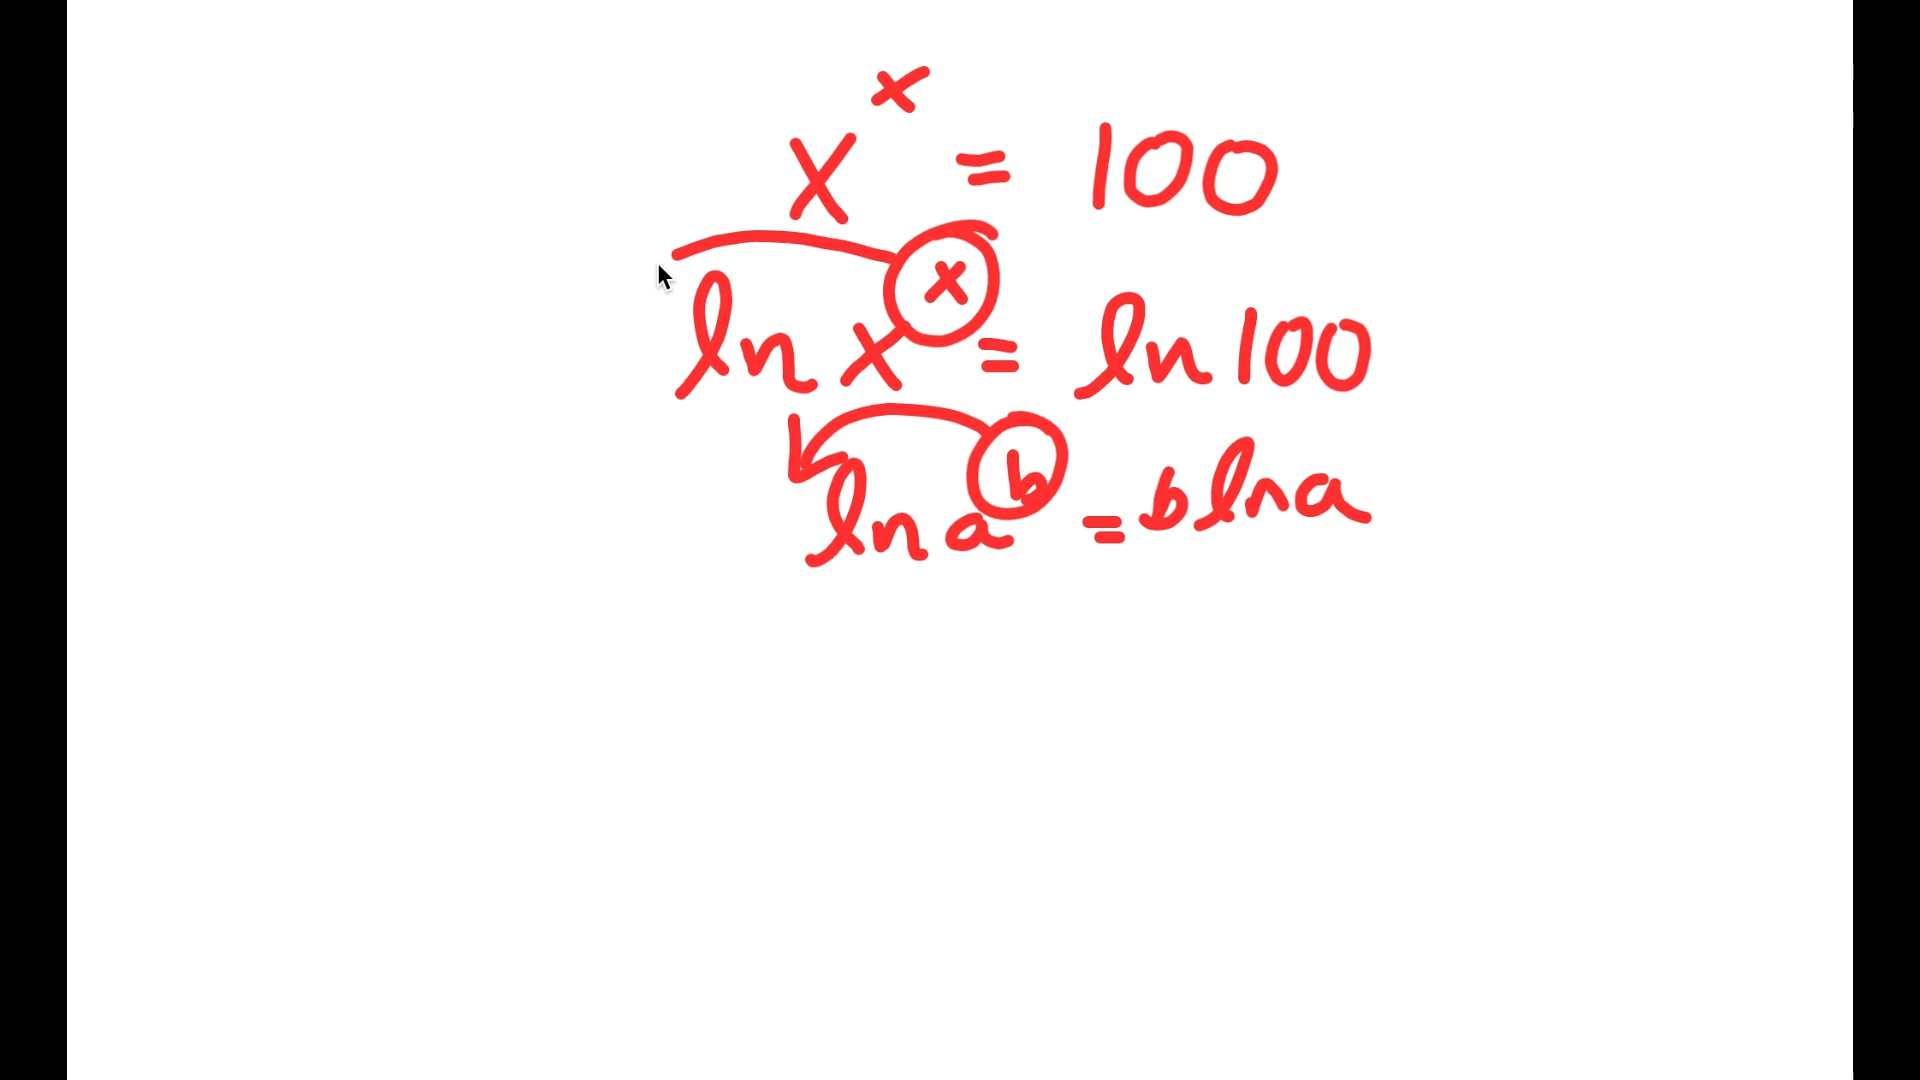 x^x = 100
ln x^x = ln 100
ln a^b = b ln a